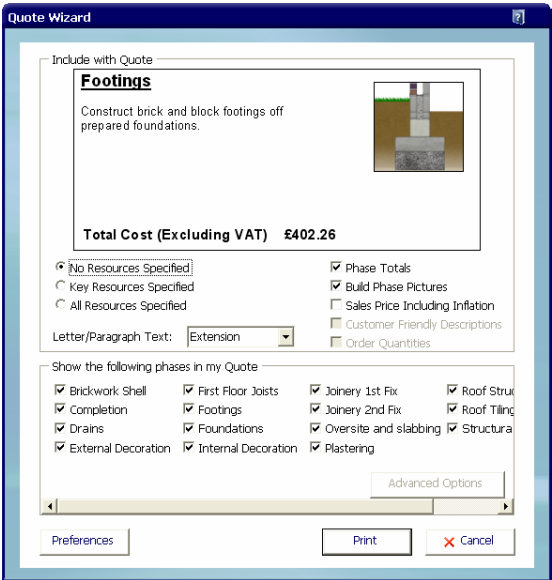 Quote Wizard
?
Include with Quote
Footings
Construct brick and block footings off
prepared foundations.
Total Cost (Excluding VAT) £402.26
No Resources Specified
Key Resources Specified
All Resources Specified
Phase Totals
Build Phase Pictures
Sales Price Including Inflation
Customer Friendly Descriptions
Order Quantities
Letter/Paragraph Text: Extension
Show the following phases in my Quote
Brickwork Shell First Floor Joists Joinery 1st Fix Roof Struc
Completion Footings Joinery 2nd Fix Roof Tiling
Drains Foundations Oversite and slabbing Structura
External Decoration Internal Decoration Plastering
Advanced Options
Preferences Print Cancel